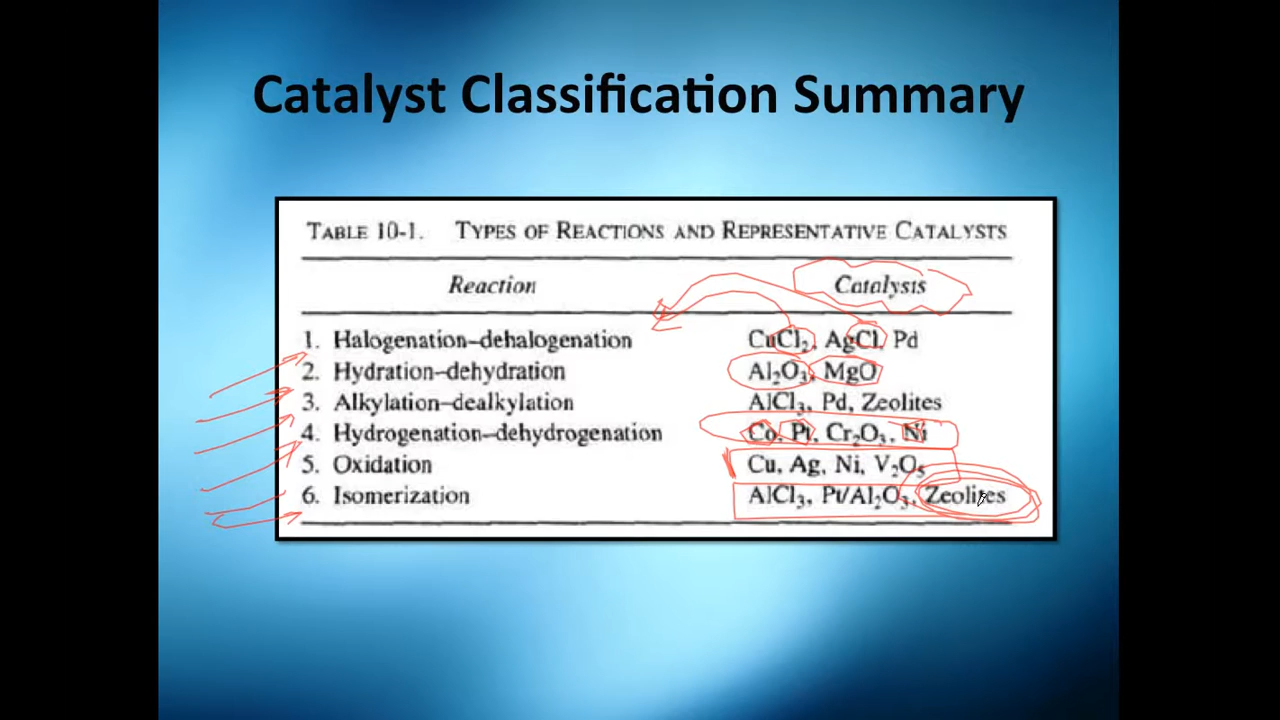 Catalyst Classification Summary
TABLE 10-1. TYPES OF REACTIONS AND REPRESENTATIVE CATALYSTS
Reaction Catalysts
1. Halogenation–dehalogenation CuCl₂, AgCl, Pd
2. Hydration–dehydration Al₂O₃, MgO
3. Alkylation–dealkylation AlCl₃, Pd, Zeolites
4. Hydrogenation–dehydrogenation Co, Pt, Cr₂O₃, Ni
5. Oxidation Cu, Ag, Ni, V₂O₅
6. Isomerization AlCl₃, Pt/Al₂O₃, Zeolites